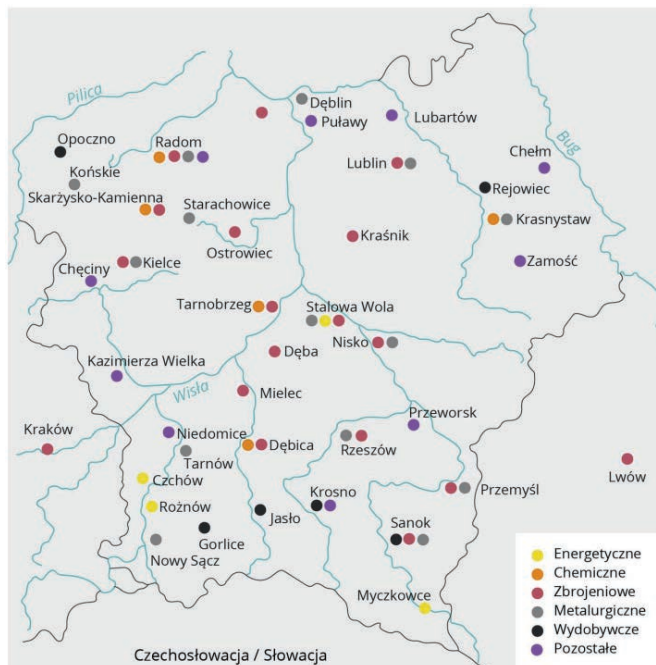 Pilica
Dęblin
Puławy
Lubartów
Bug
Opoczno
Radom
Końskie
Lublin
Chełm
Rejowiec
Skarżysko-Kamienna
Starachowice
Krasnystaw
Ostrowiec
Kraśnik
Kielce
Chęciny
Zamość
Tarnobrzeg
Stalowa Wola
Nisko
Dęba
Kazimierza Wielka
Wisła
Mielec
Przeworsk
Kraków
Niedomice
Dębica
Rzeszów
Tarnów
Lwów
Czchów
Krosno
Przemyśl
Rożnów
Jasło
Sanok
Gorlice
Nowy Sącz
Myczkowce
Czechosłowacja / Słowacja
Energetyczne
Chemiczne
Zbrojeniowe
Metalurgiczne
Wydobywcze
Pozostałe